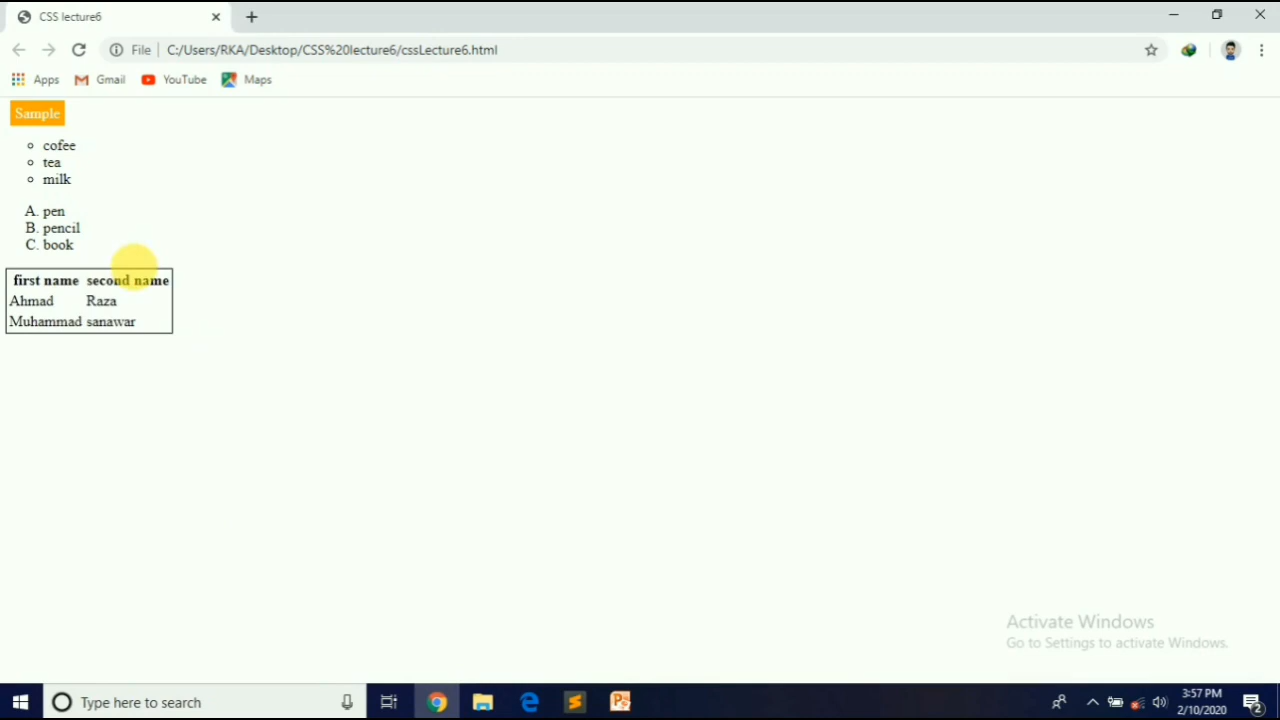 CSS lecture6
File C:/Users/RKA/Desktop/CSS%20lecture6/cssLecture6.html
Apps Gmail YouTube Maps
Sample
cofee
tea
milk
A. pen
B. pencil
C. book
first name second name
Ahmad Raza
Muhammad sanawar
Activate Windows
Go to Settings to activate Windows.
Type here to search
3:57 PM
2/10/2020
2